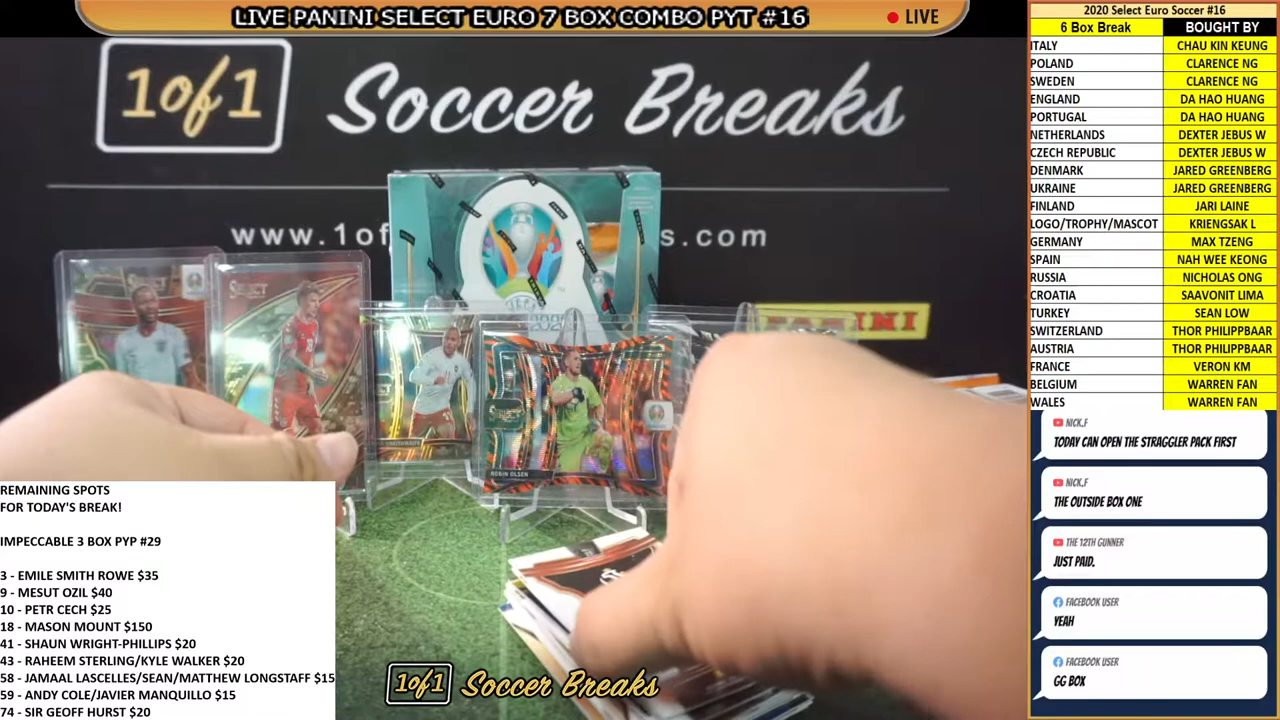 LIVE PANINI SELECT EURO 7 BOX COMBO PYT #16
LIVE
1of1 Soccer Breaks
www.1of
s.com
PANINI
SELECT
ROBIN OLSEN
1of1 Soccer Breaks
2020 Select Euro Soccer #16
6 Box Break BOUGHT BY
ITALY CHAU KIN KEUNG
POLAND CLARENCE NG
SWEDEN CLARENCE NG
ENGLAND DA HAO HUANG
PORTUGAL DA HAO HUANG
NETHERLANDS DEXTER JEBUS W
CZECH REPUBLIC DEXTER JEBUS W
DENMARK JARED GREENBERG
UKRAINE JARED GREENBERG
FINLAND JARI LAINE
LOGO/TROPHY/MASCOT KRIENGSAK L
GERMANY MAX TZENG
SPAIN NAH WEE KEONG
RUSSIA NICHOLAS ONG
CROATIA SAAVONIT LIMA
TURKEY SEAN LOW
SWITZERLAND THOR PHILIPPBAAR
AUSTRIA THOR PHILIPPBAAR
FRANCE VERON KM
BELGIUM WARREN FAN
WALES WARREN FAN
NICK.F
TODAY CAN OPEN THE STRAGGLER PACK FIRST
NICK.F
THE OUTSIDE BOX ONE
THE 12TH GUNNER
JUST PAID.
FACEBOOK USER
YEAH
FACEBOOK USER
GG BOX
REMAINING SPOTS
FOR TODAY'S BREAK!
IMPECCABLE 3 BOX PYP #29
3 - EMILE SMITH ROWE $35
9 - MESUT OZIL $40
10 - PETR CECH $25
18 - MASON MOUNT $150
41 - SHAUN WRIGHT-PHILLIPS $20
43 - RAHEEM STERLING/KYLE WALKER $20
58 - JAMAAL LASCELLES/SEAN/MATTHEW LONGSTAFF $15
59 - ANDY COLE/JAVIER MANQUILLO $15
74 - SIR GEOFF HURST $20